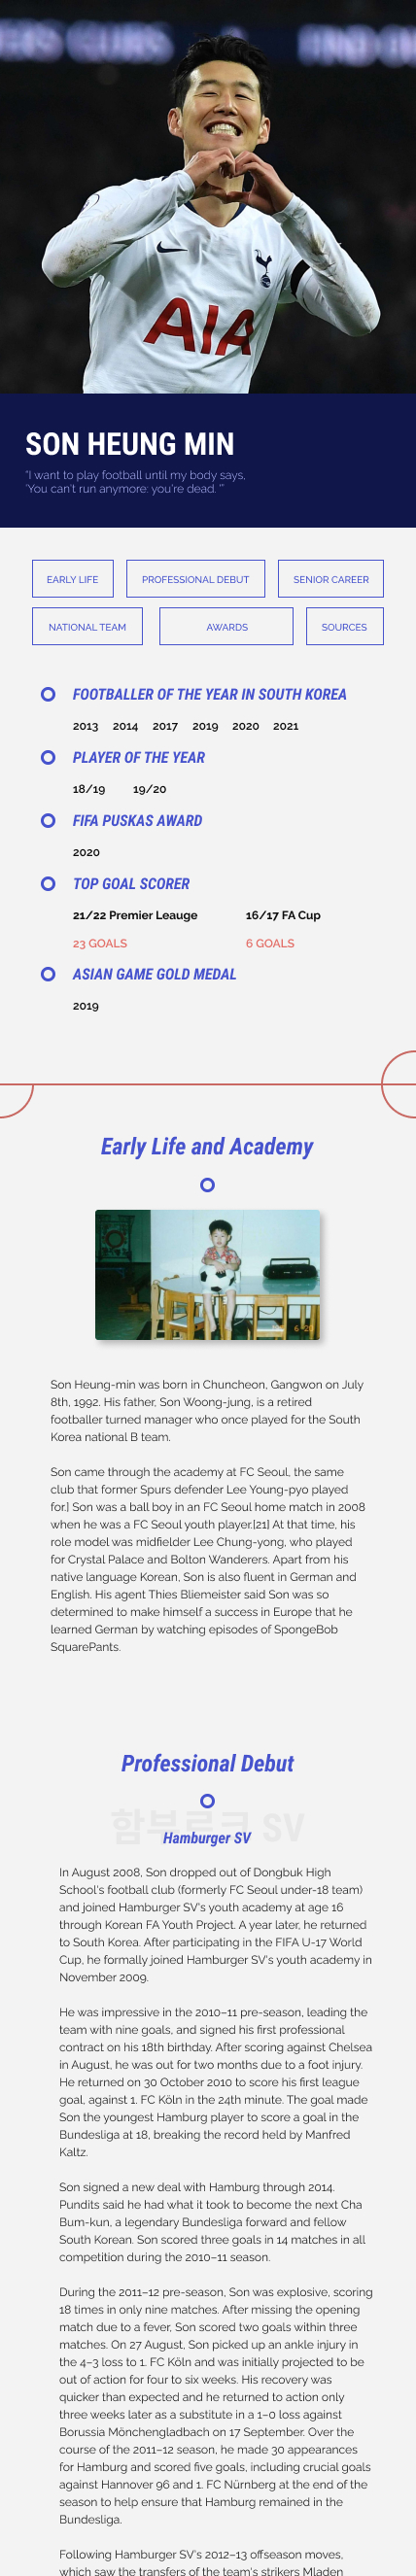 AIA
SON HEUNG MIN
"I want to play football until my body says,
'You can't run anymore: you're dead. '"
EARLY LIFE
PROFESSIONAL DEBUT
SENIOR CAREER
NATIONAL TEAM
AWARDS
SOURCES
FOOTBALLER OF THE YEAR IN SOUTH KOREA
2013 2014 2017 2019 2020 2021
PLAYER OF THE YEAR
18/19 19/20
FIFA PUSKAS AWARD
2020
TOP GOAL SCORER
21/22 Premier Leauge 16/17 FA Cup
23 GOALS 6 GOALS
ASIAN GAME GOLD MEDAL
2019
Early Life and Academy
Son Heung-min was born in Chuncheon, Gangwon on July
8th, 1992. His father, Son Woong-jung, is a retired
footballer turned manager who once played for the South
Korea national B team.
Son came through the academy at FC Seoul, the same
club that former Spurs defender Lee Young-pyo played
for.] Son was a ball boy in an FC Seoul home match in 2008
when he was a FC Seoul youth player.[21] At that time, his
role model was midfielder Lee Chung-yong, who played
for Crystal Palace and Bolton Wanderers. Apart from his
native language Korean, Son is also fluent in German and
English. His agent Thies Bliemeister said Son was so
determined to make himself a success in Europe that he
learned German by watching episodes of SpongeBob
SquarePants.
Professional Debut
함부르크 SV
Hamburger SV
In August 2008, Son dropped out of Dongbuk High
School's football club (formerly FC Seoul under-18 team)
and joined Hamburger SV's youth academy at age 16
through Korean FA Youth Project. A year later, he returned
to South Korea. After participating in the FIFA U-17 World
Cup, he formally joined Hamburger SV's youth academy in
November 2009.
He was impressive in the 2010–11 pre-season, leading the
team with nine goals, and signed his first professional
contract on his 18th birthday. After scoring against Chelsea
in August, he was out for two months due to a foot injury.
He returned on 30 October 2010 to score his first league
goal, against 1. FC Köln in the 24th minute. The goal made
Son the youngest Hamburg player to score a goal in the
Bundesliga at 18, breaking the record held by Manfred
Kaltz.
Son signed a new deal with Hamburg through 2014.
Pundits said he had what it took to become the next Cha
Bum-kun, a legendary Bundesliga forward and fellow
South Korean. Son scored three goals in 14 matches in all
competition during the 2010–11 season.
During the 2011–12 pre-season, Son was explosive, scoring
18 times in only nine matches. After missing the opening
match due to a fever, Son scored two goals within three
matches. On 27 August, Son picked up an ankle injury in
the 4–3 loss to 1. FC Köln and was initially projected to be
out of action for four to six weeks. His recovery was
quicker than expected and he returned to action only
three weeks later as a substitute in a 1–0 loss against
Borussia Mönchengladbach on 17 September. Over the
course of the 2011–12 season, he made 30 appearances
for Hamburg and scored five goals, including crucial goals
against Hannover 96 and 1. FC Nürnberg at the end of the
season to help ensure that Hamburg remained in the
Bundesliga.
Following Hamburger SV's 2012–13 offseason moves,
which saw the transfers of the team's strikers Mladen